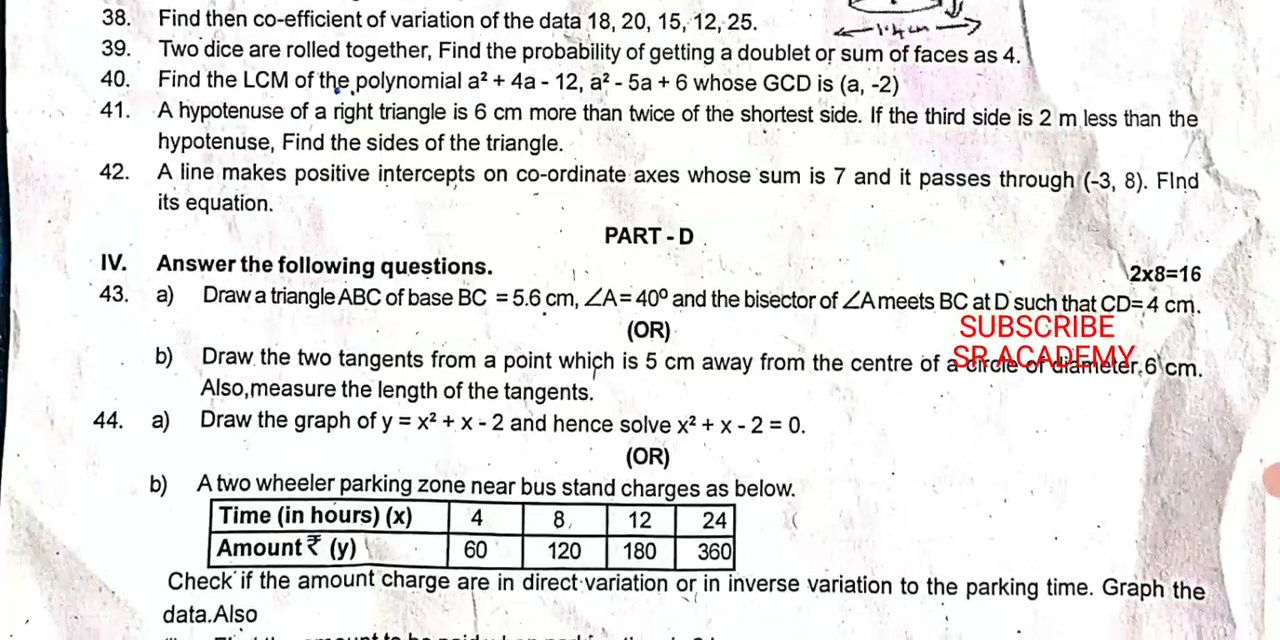 38. Find then co-efficient of variation of the data 18, 20, 15, 12, 25.
1.4 cm
39. Two dice are rolled together, Find the probability of getting a doublet or sum of faces as 4.
40. Find the LCM of the polynomial a² + 4a - 12, a² - 5a + 6 whose GCD is (a, -2)
41. A hypotenuse of a right triangle is 6 cm more than twice of the shortest side. If the third side is 2 m less than the
hypotenuse, Find the sides of the triangle.
42. A line makes positive intercepts on co-ordinate axes whose sum is 7 and it passes through (-3, 8). FInd
its equation.
PART - D
IV. Answer the following questions. 2x8=16
43. a) Draw a triangle ABC of base BC = 5.6 cm, ∠A= 40º and the bisector of ∠A meets BC at D such that CD= 4 cm.
(OR) SUBSCRIBE
SR ACADEMY
b) Draw the two tangents from a point which is 5 cm away from the centre of a circle of diameter 6 cm.
Also, measure the length of the tangents.
44. a) Draw the graph of y = x² + x - 2 and hence solve x² + x - 2 = 0.
(OR)
b) A two wheeler parking zone near bus stand charges as below.
Time (in hours) (x) 4 8 12 24
Amount ₹ (y) 60 120 180 360
Check if the amount charge are in direct variation or in inverse variation to the parking time. Graph the
data.Also